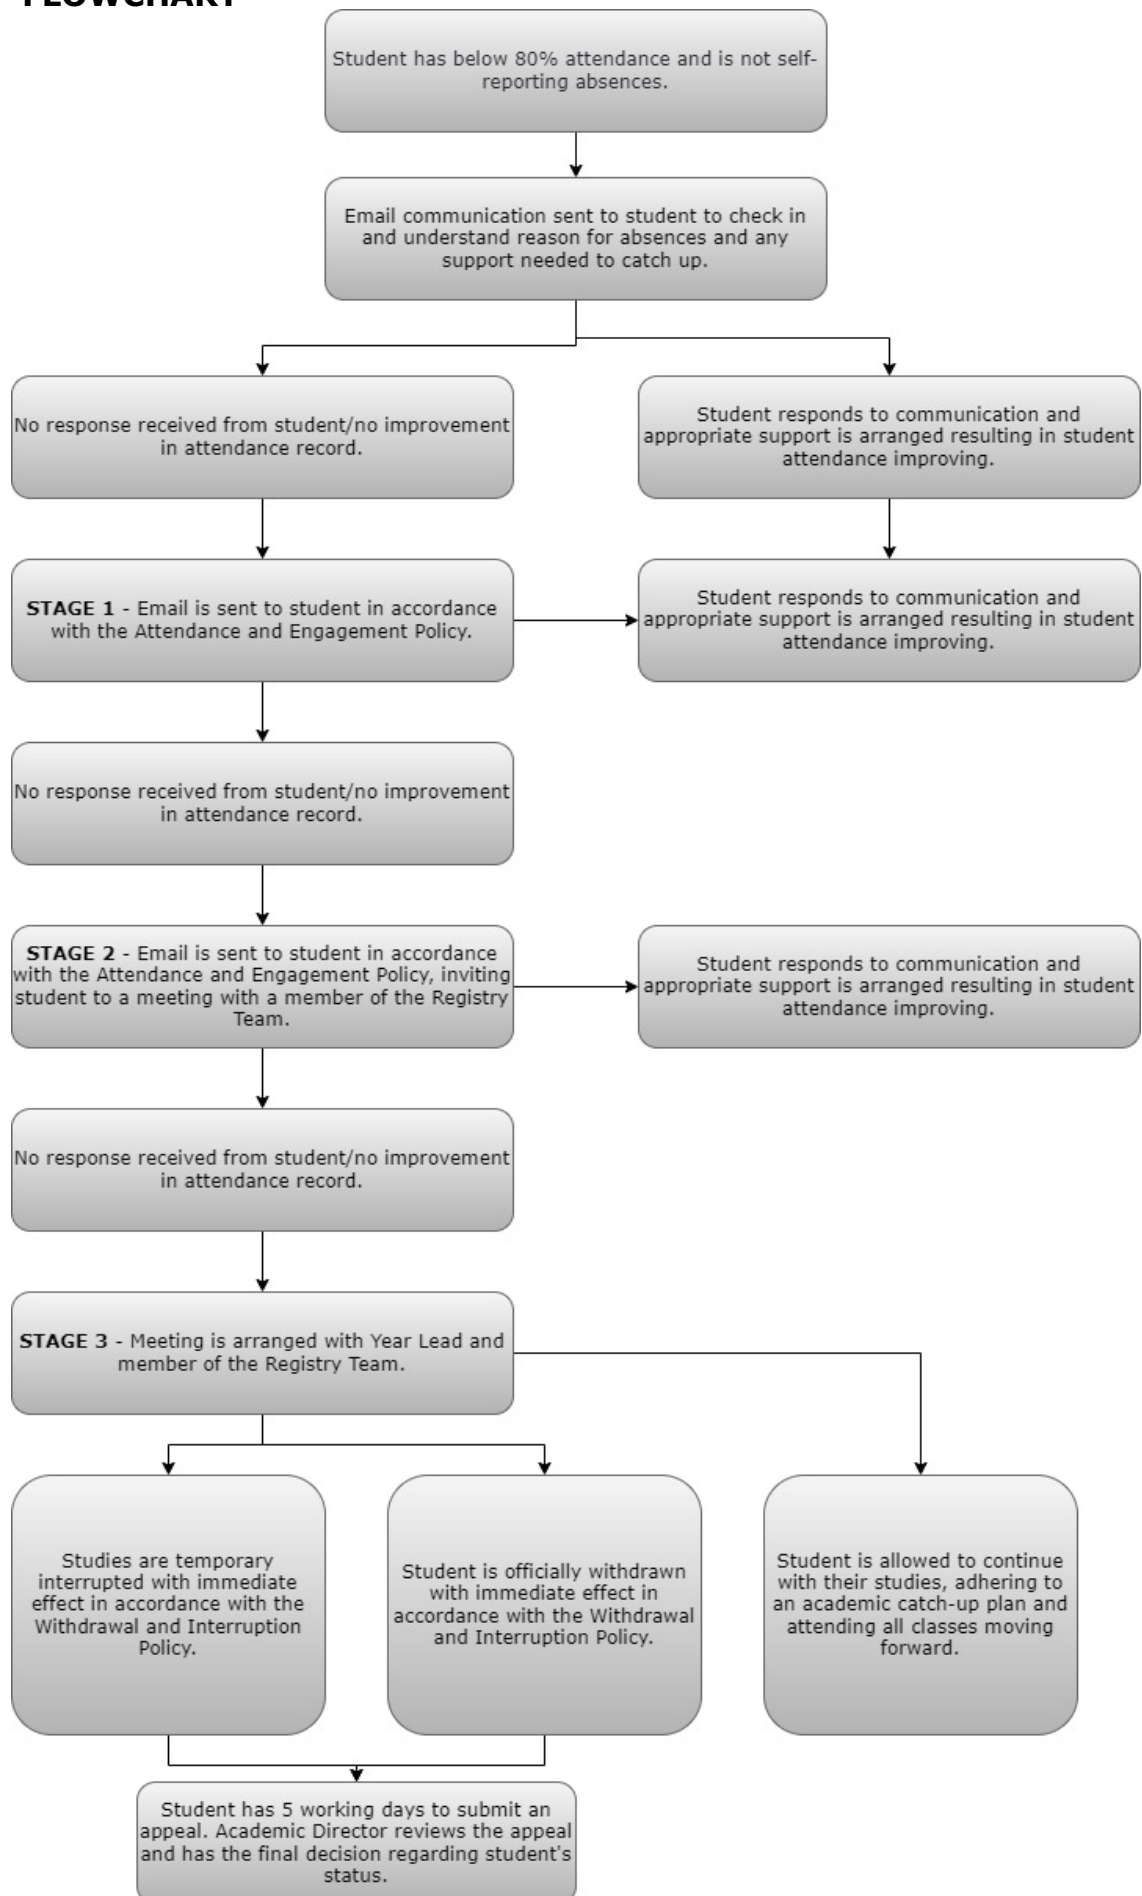 FLOWCHART
Student has below 80% attendance and is not self-
reporting absences.
Email communication sent to student to check in
and understand reason for absences and any
support needed to catch up.
No response received from student/no improvement
in attendance record.
Student responds to communication and
appropriate support is arranged resulting in student
attendance improving.
STAGE 1 - Email is sent to student in accordance
with the Attendance and Engagement Policy.
Student responds to communication and
appropriate support is arranged resulting in student
attendance improving.
No response received from student/no improvement
in attendance record.
STAGE 2 - Email is sent to student in accordance
with the Attendance and Engagement Policy, inviting
student to a meeting with a member of the Registry
Team.
Student responds to communication and
appropriate support is arranged resulting in student
attendance improving.
No response received from student/no improvement
in attendance record.
STAGE 3 - Meeting is arranged with Year Lead and
member of the Registry Team.
Studies are temporary
interrupted with immediate
effect in accordance with the
Withdrawal and Interruption
Policy.
Student is officially withdrawn
with immediate effect in
accordance with the Withdrawal
and Interruption Policy.
Student is allowed to continue
with their studies, adhering to
an academic catch-up plan and
attending all classes moving
forward.
Student has 5 working days to submit an
appeal. Academic Director reviews the appeal
and has the final decision regarding student's
status.